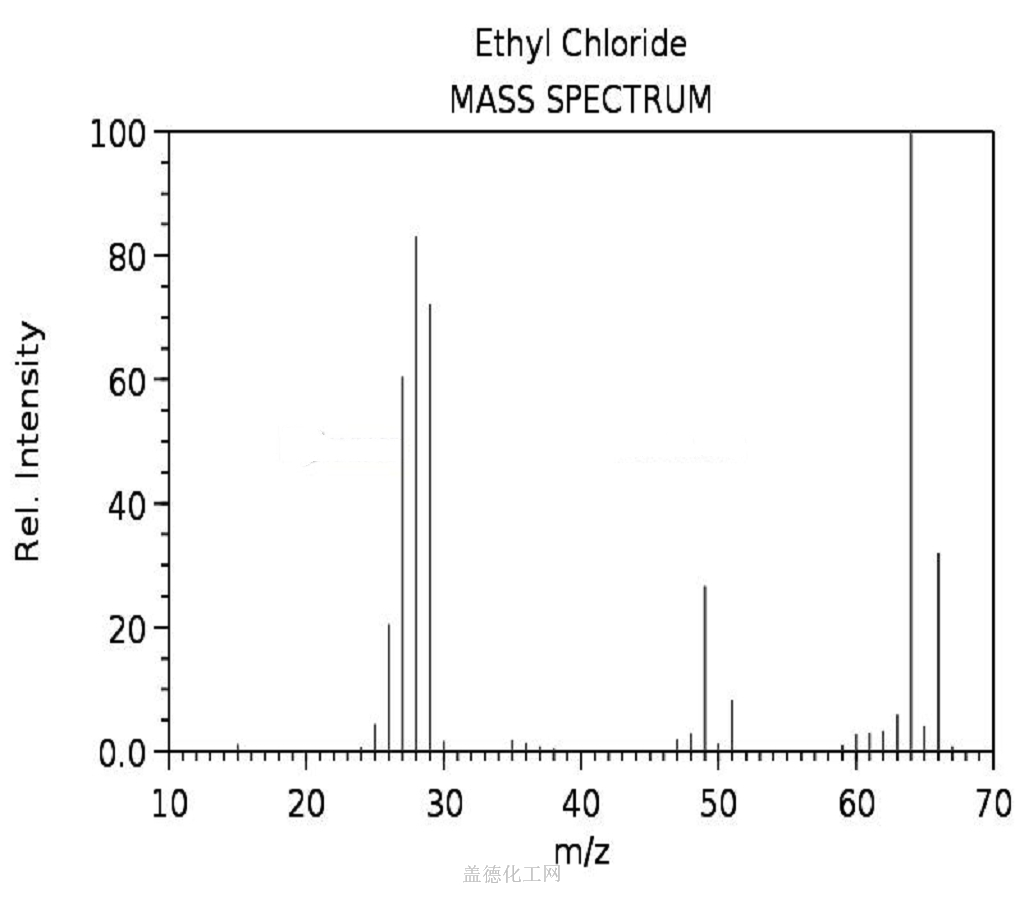 Ethyl Chloride
MASS SPECTRUM
Rel. Intensity
100
80
60
40
20
0.0
10 20 30 40 50 60 70
m/z
盖德化工网